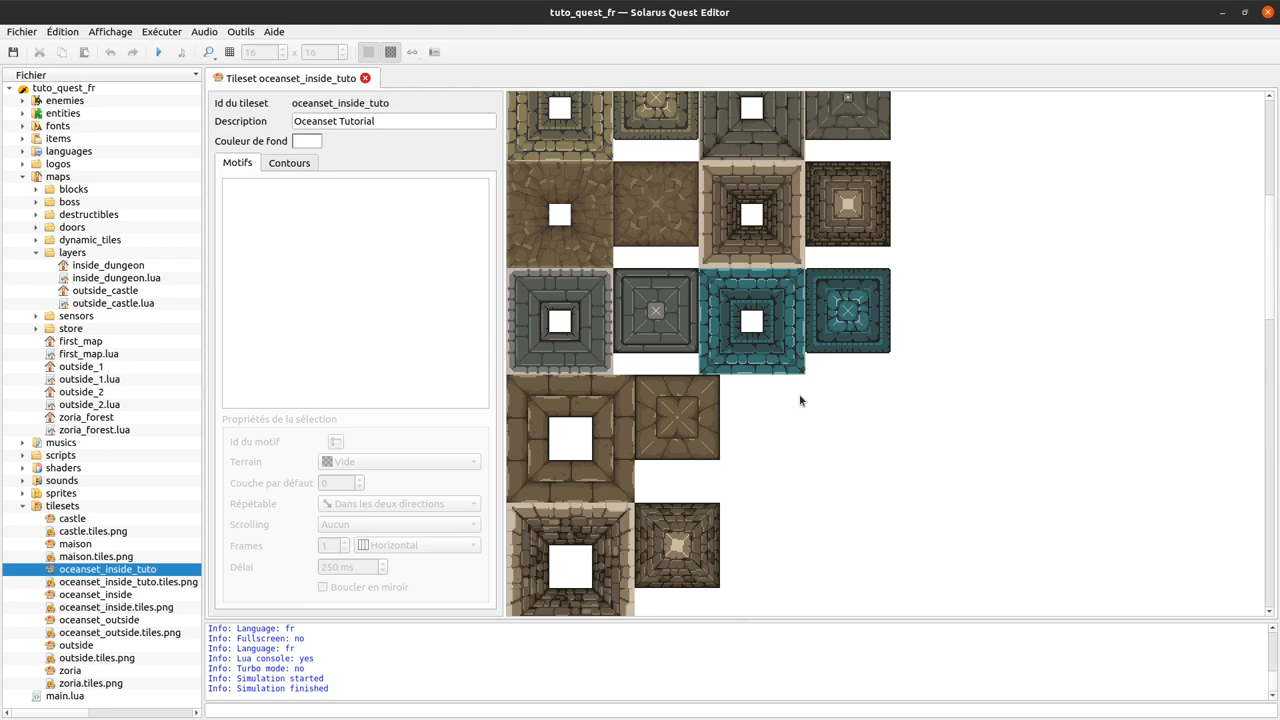 tuto_quest_fr — Solarus Quest Editor
Fichier Édition Affichage Exécuter Audio Outils Aide
16 x 16
Fichier
tuto_quest_fr
enemies
entities
fonts
items
languages
logos
maps
blocks
boss
destructibles
doors
dynamic_tiles
layers
inside_dungeon
inside_dungeon.lua
outside_castle
outside_castle.lua
sensors
store
first_map
first_map.lua
outside_1
outside_1.lua
outside_2
outside_2.lua
zoria_forest
zoria_forest.lua
musics
scripts
shaders
sounds
sprites
tilesets
castle
castle.tiles.png
maison
maison.tiles.png
oceanset_inside_tuto
oceanset_inside_tuto.tiles.png
oceanset_inside
oceanset_inside.tiles.png
oceanset_outside
oceanset_outside.tiles.png
outside
outside.tiles.png
zoria
zoria.tiles.png
main.lua
Tileset oceanset_inside_tuto
Id du tileset oceanset_inside_tuto
Description Oceanset Tutorial
Couleur de fond
Motifs Contours
Propriétés de la sélection
Id du motif
Terrain Vide
Couche par défaut 0
Répétable Dans les deux directions
Scrolling Aucun
Frames 1 Horizontal
Délai 250 ms
Boucler en miroir
Info: Language: fr
Info: Fullscreen: no
Info: Language: fr
Info: Lua console: yes
Info: Turbo mode: no
Info: Simulation started
Info: Simulation finished